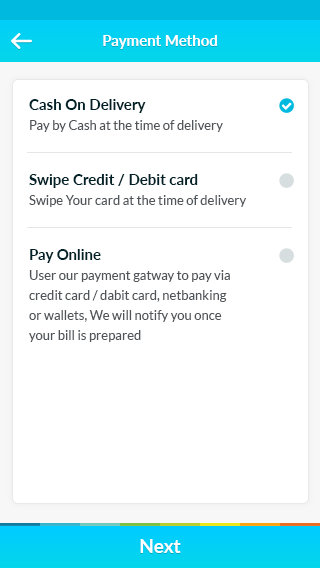 Payment Method
Cash On Delivery
Pay by Cash at the time of delivery
Swipe Credit / Debit card
Swipe Your card at the time of delivery
Pay Online
User our payment gatway to pay via
credit card / dabit card, netbanking
or wallets, We will notify you once
your bill is prepared
Next